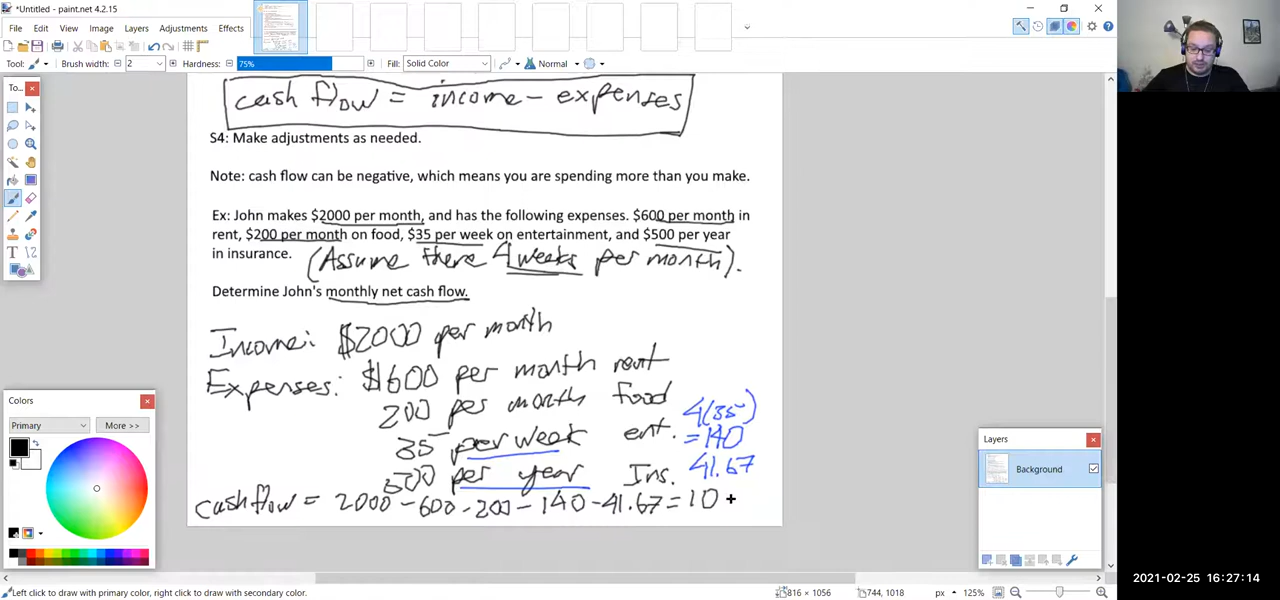 *Untitled - paint.net 4.2.15
File Edit View Image Layers Adjustments Effects
Tool: Brush width: 2 Hardness: 75% Fill: Solid Color Normal
To...
cash flow = income - expenses
S4: Make adjustments as needed.
Note: cash flow can be negative, which means you are spending more than you make.
Ex: John makes $2000 per month, and has the following expenses. $600 per month in
rent, $200 per month on food, $35 per week on entertainment, and $500 per year
in insurance. (Assume there 4 weeks per month).
Determine John's monthly net cash flow.
Income: $2000 per month
Expenses: $600 per month rent
200 per month food 4(35)
35 per week ent. = 140
500 per year Ins. 41.67
cash flow = 2000 - 600 - 200 - 140 - 41.67 = 10
Colors
Primary More >>
Layers
Background
2021-02-25 16:27:14
Left click to draw with primary color, right click to draw with secondary color. 816 x 1056 744, 1018 px 125%